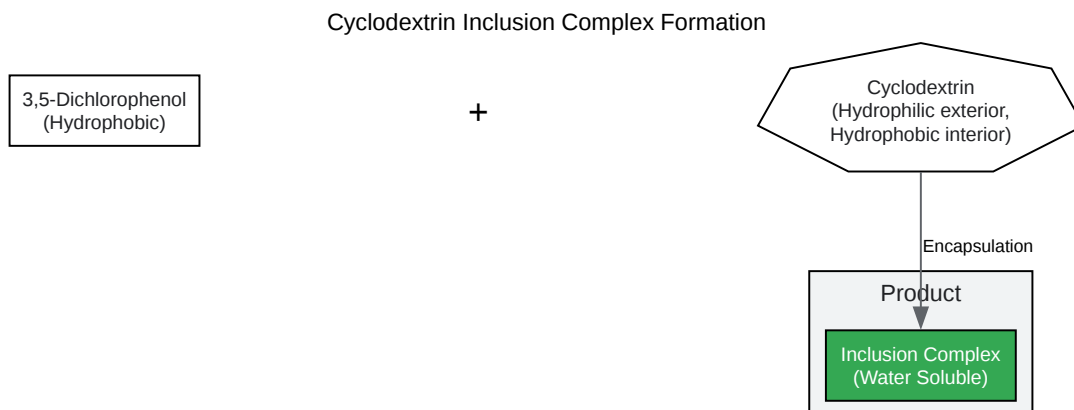 Cyclodextrin Inclusion Complex Formation
3,5-Dichlorophenol
(Hydrophobic)
+
Cyclodextrin
(Hydrophilic exterior,
Hydrophobic interior)
Encapsulation
Product
Inclusion Complex
(Water Soluble)